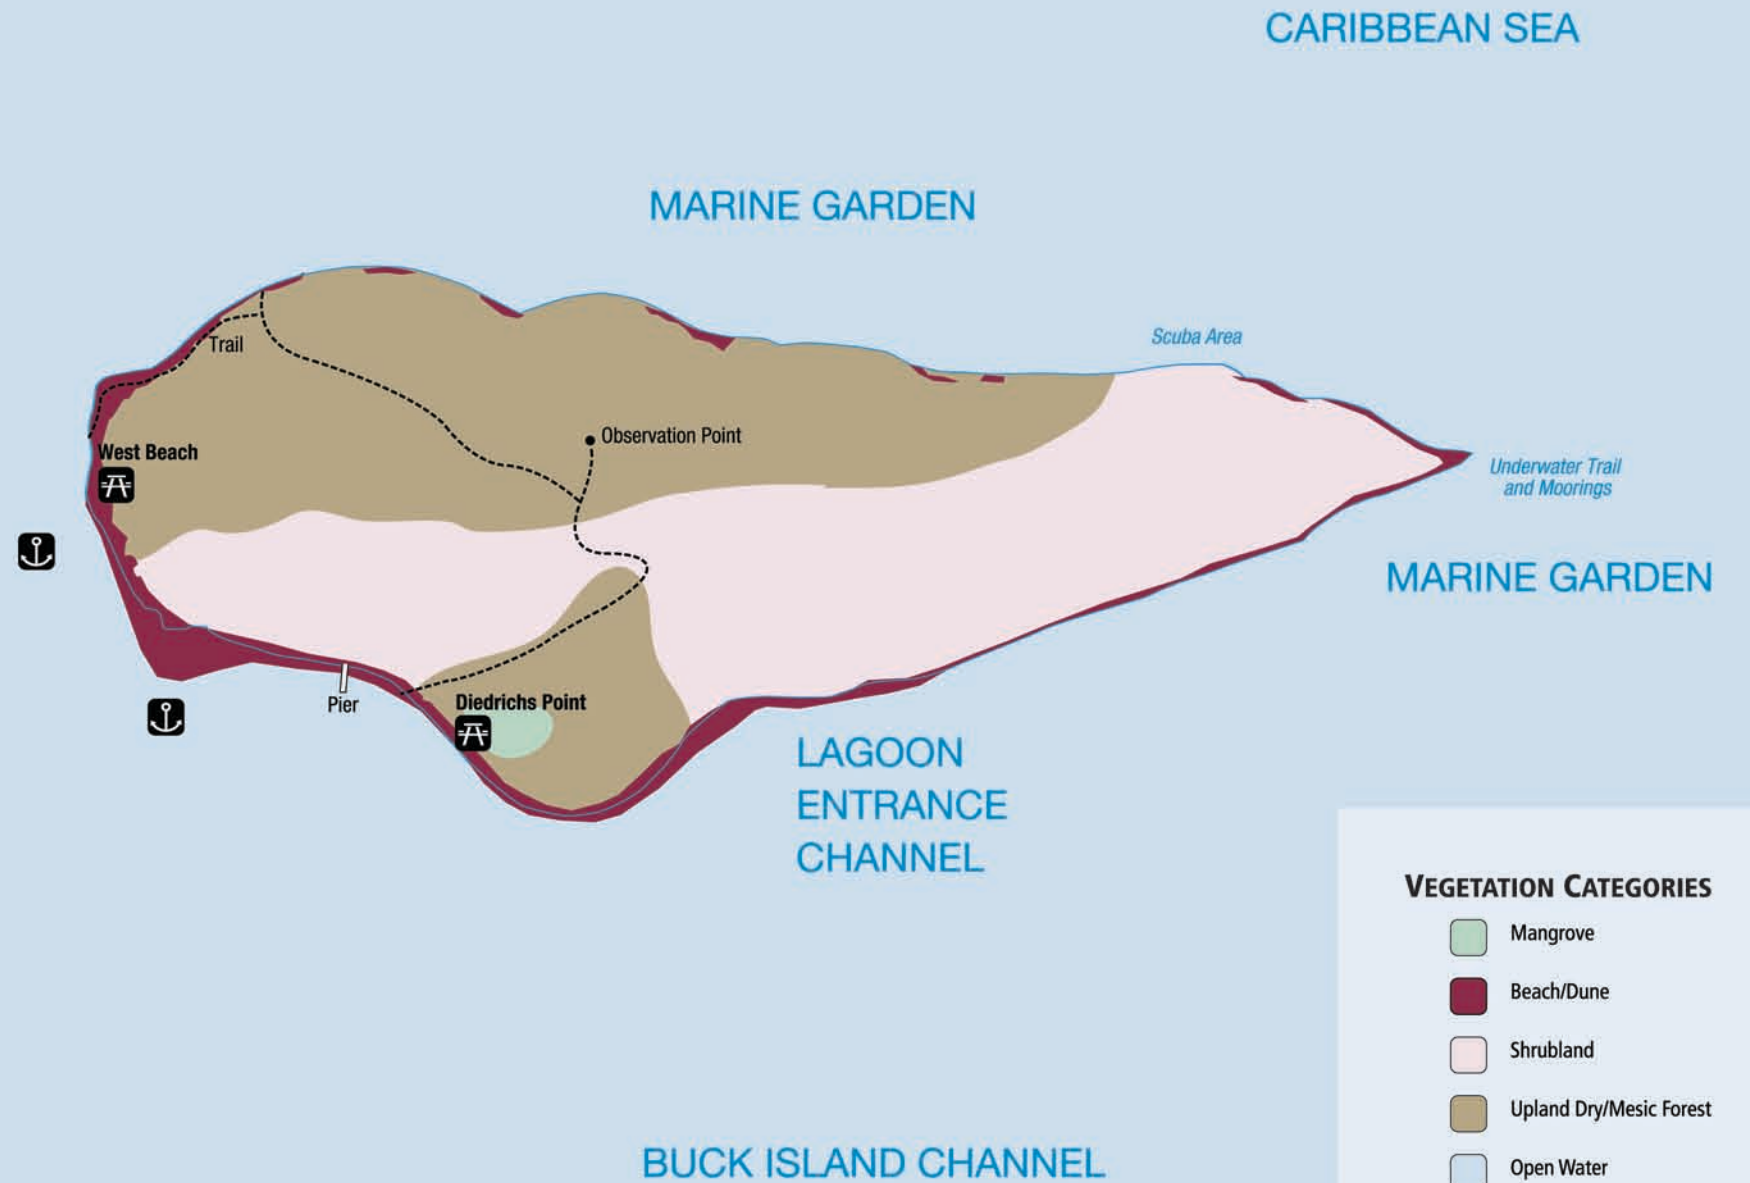 CARIBBEAN SEA
MARINE GARDEN
Scuba Area
Trail
Observation Point
West Beach
Underwater Trail
and Moorings
MARINE GARDEN
Pier
Diedrichs Point
LAGOON
ENTRANCE
CHANNEL
VEGETATION CATEGORIES
Mangrove
Beach/Dune
Shrubland
Upland Dry/Mesic Forest
Open Water
BUCK ISLAND CHANNEL